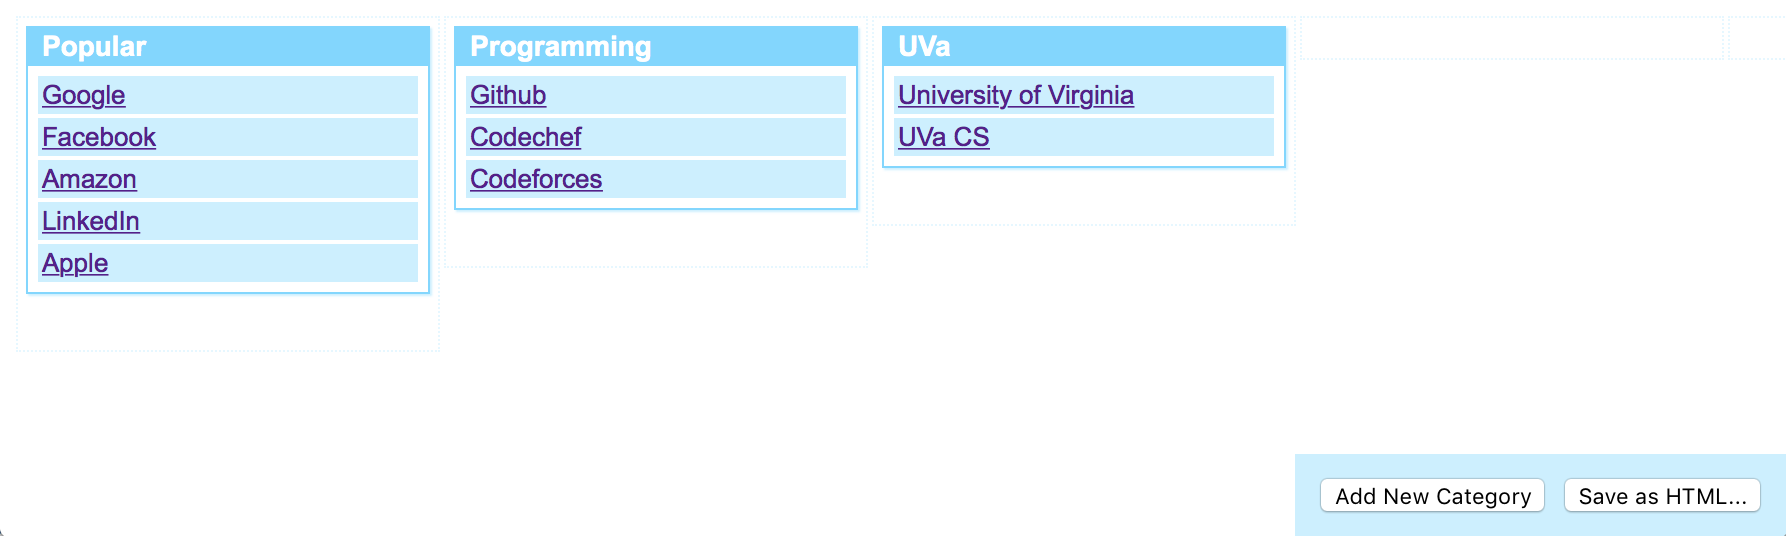 Popular
Google
Facebook
Amazon
LinkedIn
Apple
Programming
Github
Codechef
Codeforces
UVa
University of Virginia
UVa CS
Add New Category
Save as HTML...